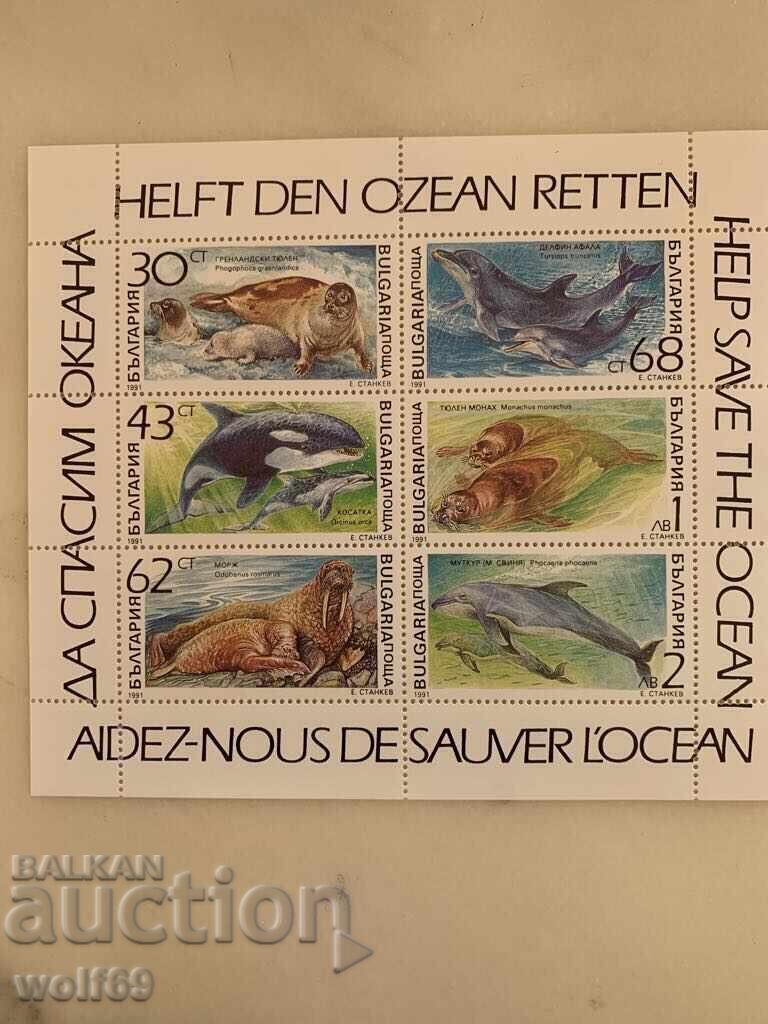 HELFT DEN OZEAN RETTEN
ДА СПАСИМ ОКЕАНА
HELP SAVE THE OCEAN
30 СТ
ГРЕНЛАНДСКИ ТЮЛЕН
Phogophoca graenlandica
БЪЛГАРИЯ
BULGARIA ПОЩА
1991
Е. СТАНКЕВ
ДЕЛФИН АФАЛА
Tursiops truncatus
BULGARIA ПОЩА
БЪЛГАРИЯ
СТ 68
1991
Е. СТАНКЕВ
43 СТ
БЪЛГАРИЯ
BULGARIA ПОЩА
КОСАТКА
Orcinus orca
1991
Е. СТАНКЕВ
ТЮЛЕН МОНАХ Monachus monachus
BULGARIA ПОЩА
БЪЛГАРИЯ
ЛВ 1
1991
Е. СТАНКЕВ
62 СТ
МОРЖ
Odobenus rosmarus
БЪЛГАРИЯ
BULGARIA ПОЩА
1991
Е. СТАНКЕВ
МУТКУР (М. СВИНЯ) Phocaena phocaena
BULGARIA ПОЩА
БЪЛГАРИЯ
ЛВ 2
1991
Е. СТАНКЕВ
AIDEZ-NOUS DE SAUVER L'OCEAN
BALKAN
auction
wolf69